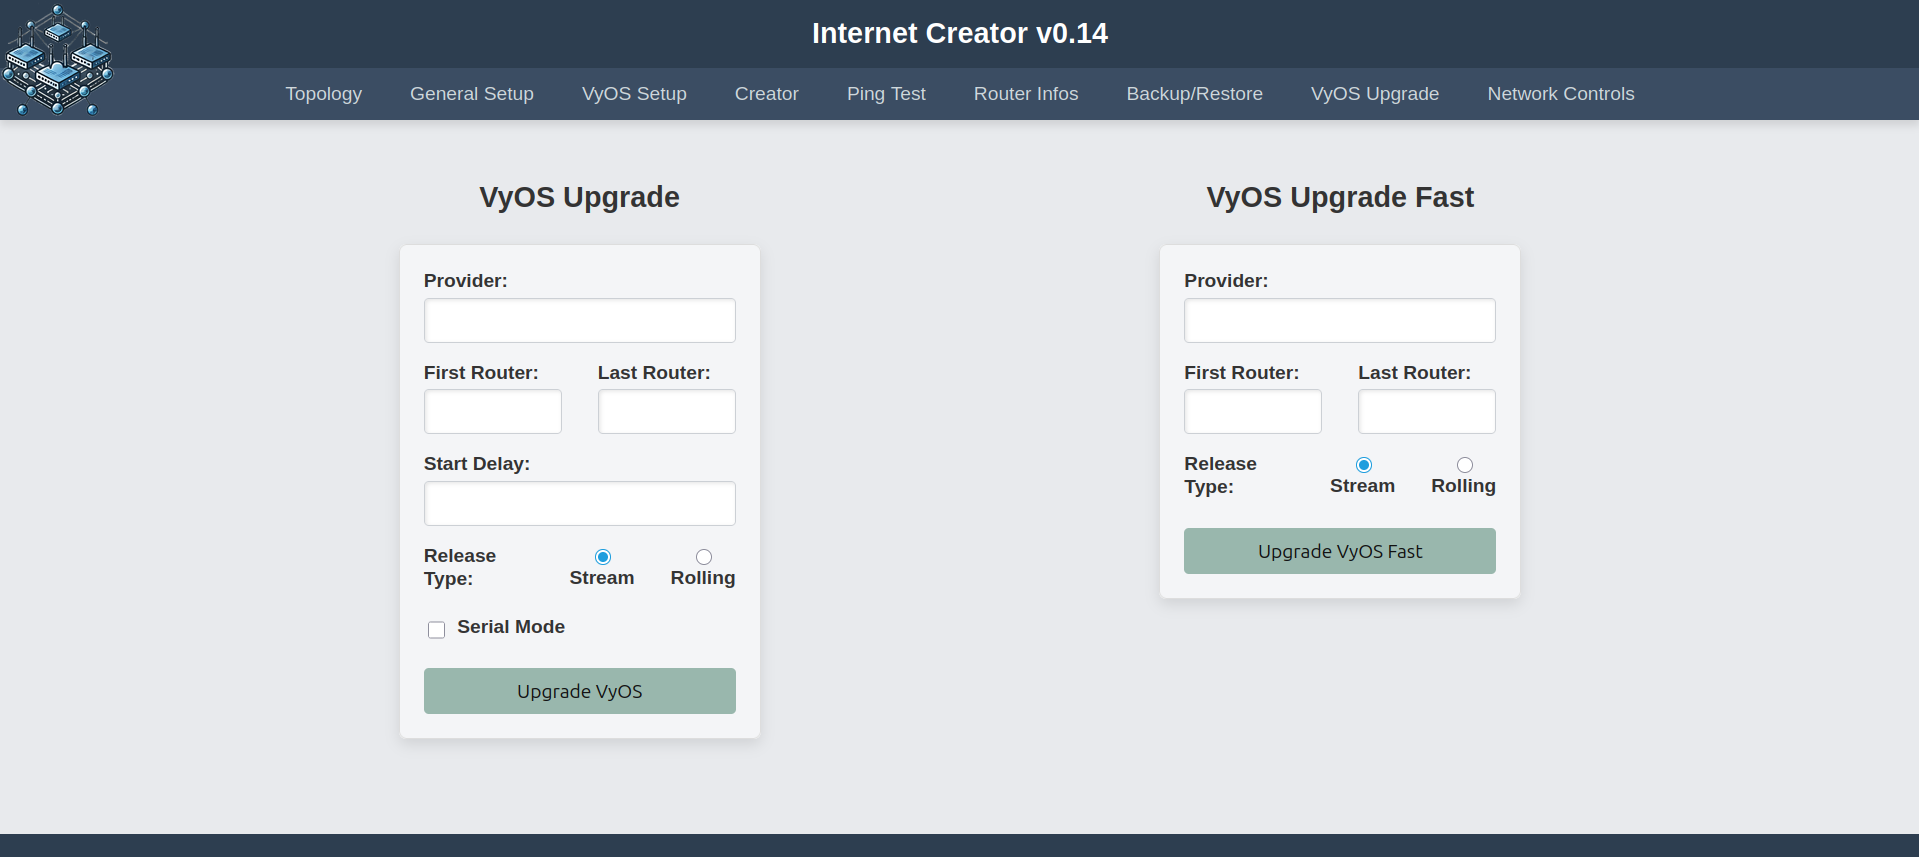 Internet Creator v0.14
Topology General Setup VyOS Setup Creator Ping Test Router Infos Backup/Restore VyOS Upgrade Network Controls
VyOS Upgrade
Provider:
First Router: Last Router:
Start Delay:
Release
Type:
Stream Rolling
Serial Mode
Upgrade VyOS
VyOS Upgrade Fast
Provider:
First Router: Last Router:
Release
Type:
Stream Rolling
Upgrade VyOS Fast